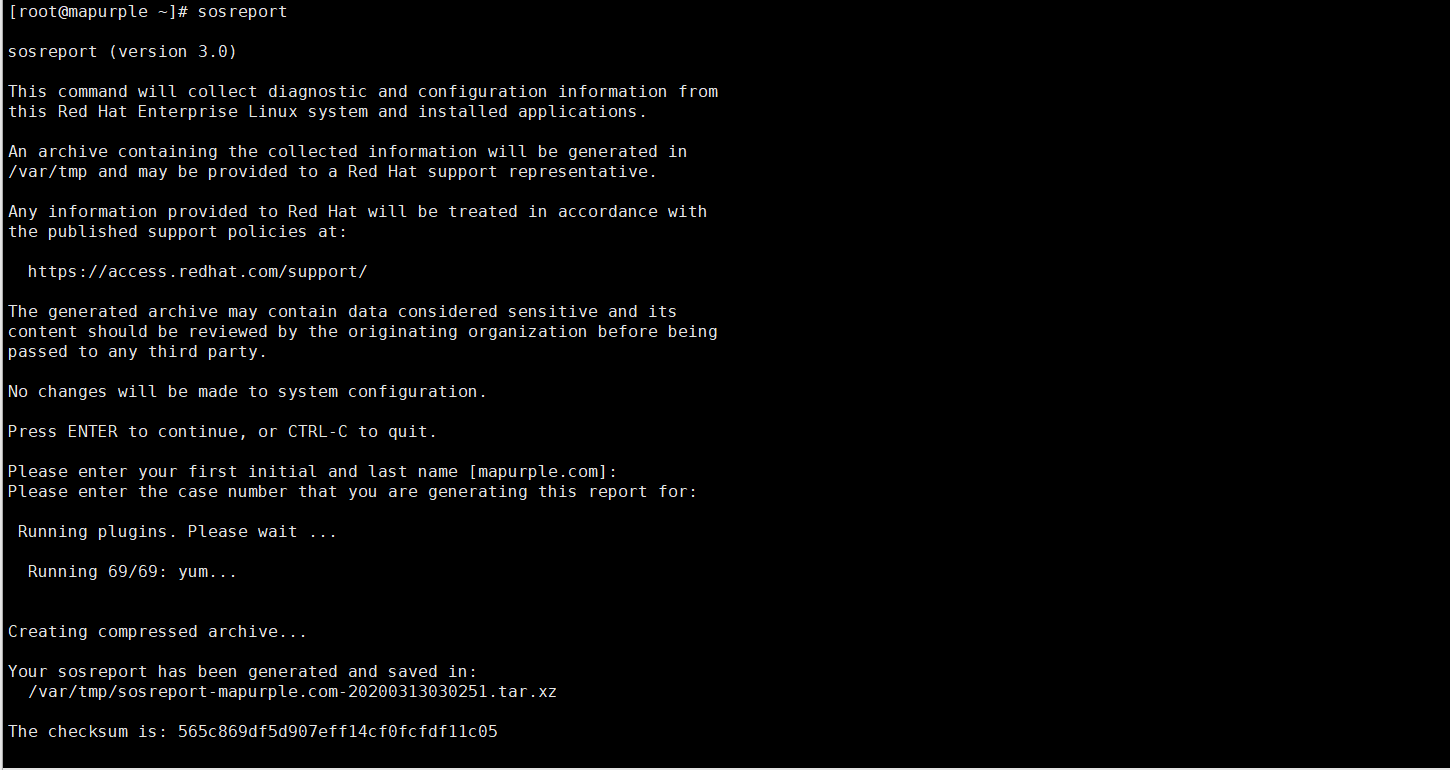 [root@mapurple ~]# sosreport
sosreport (version 3.0)
This command will collect diagnostic and configuration information from
this Red Hat Enterprise Linux system and installed applications.
An archive containing the collected information will be generated in
/var/tmp and may be provided to a Red Hat support representative.
Any information provided to Red Hat will be treated in accordance with
the published support policies at:
https://access.redhat.com/support/
The generated archive may contain data considered sensitive and its
content should be reviewed by the originating organization before being
passed to any third party.
No changes will be made to system configuration.
Press ENTER to continue, or CTRL-C to quit.
Please enter your first initial and last name [mapurple.com]:
Please enter the case number that you are generating this report for:
Running plugins. Please wait ...
Running 69/69: yum...
Creating compressed archive...
Your sosreport has been generated and saved in:
/var/tmp/sosreport-mapurple.com-20200313030251.tar.xz
The checksum is: 565c869df5d907eff14cf0fcfdf11c05